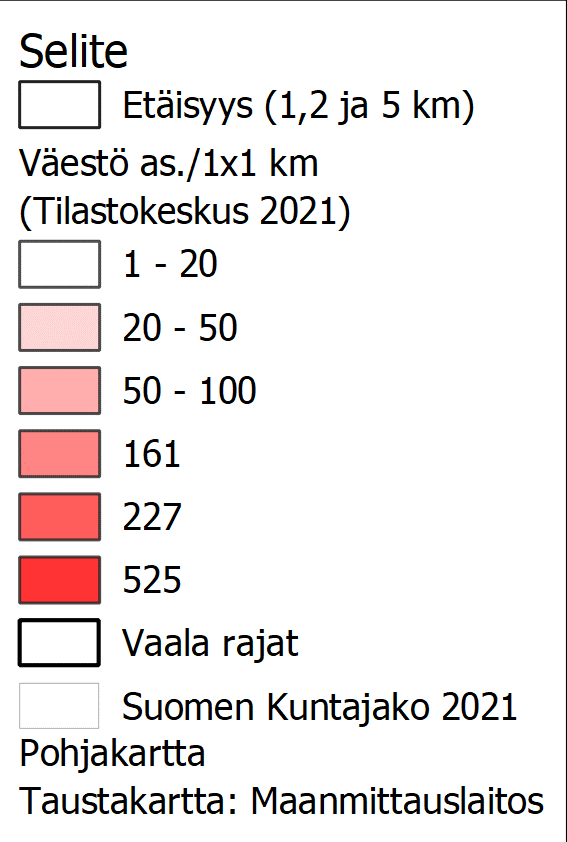 Selite
Etäisyys (1,2 ja 5 km)
Väestö as./1x1 km
(Tilastokeskus 2021)
1 - 20
20 - 50
50 - 100
161
227
525
Vaala rajat
Suomen Kuntajako 2021
Pohjakartta
Taustakartta: Maanmittauslaitos